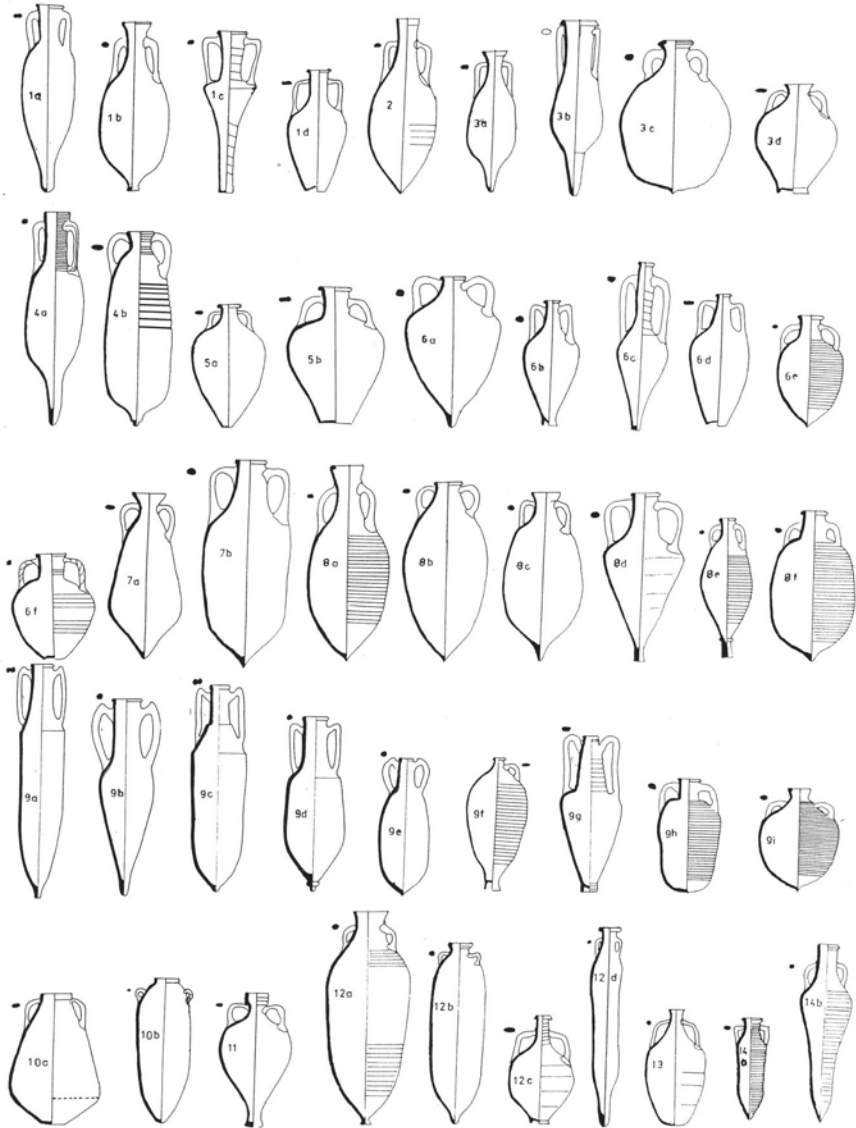 1a 1b 1c 1d 2 3a 3b 3c 3d
4a 4b 5a 5b 6a 6b 6c 6d 6e
6f 7a 7b 8a 8b 8c 8d 8e 8f
9a 9b 9c 9d 9e 9f 9g 9h 9i
10a 10b 11 12a 12b 12c 12d 13 14a 14b